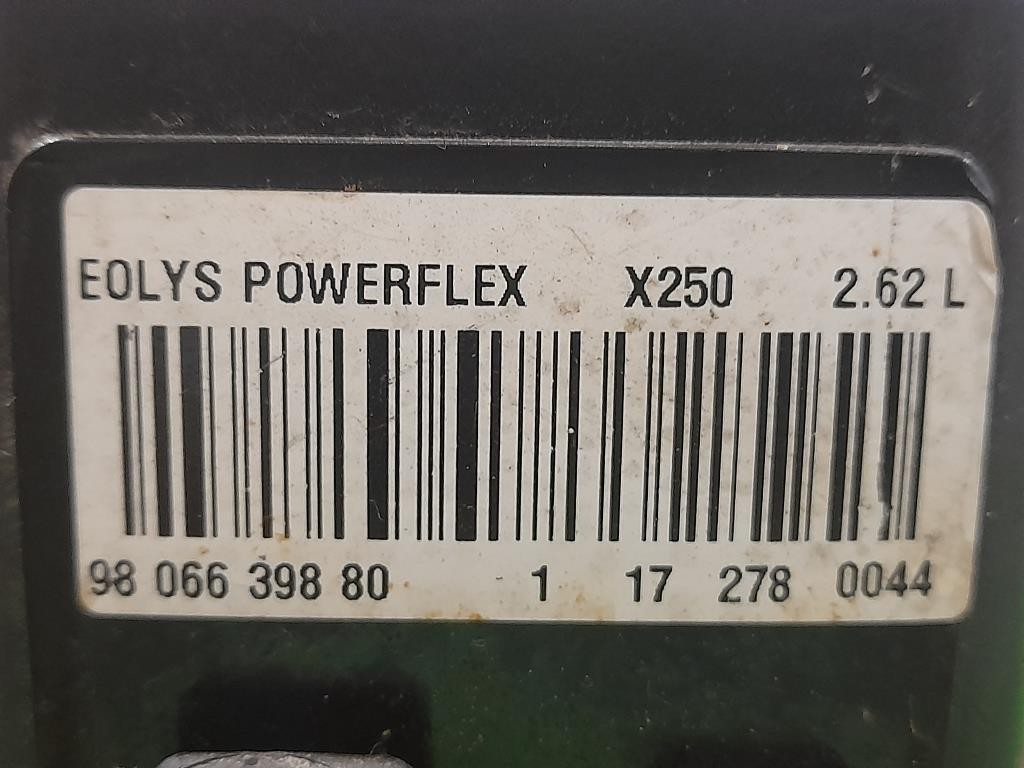 EOLYS POWERFLEX X250 2.62 L
98 066 398 80 1 17 278 0044